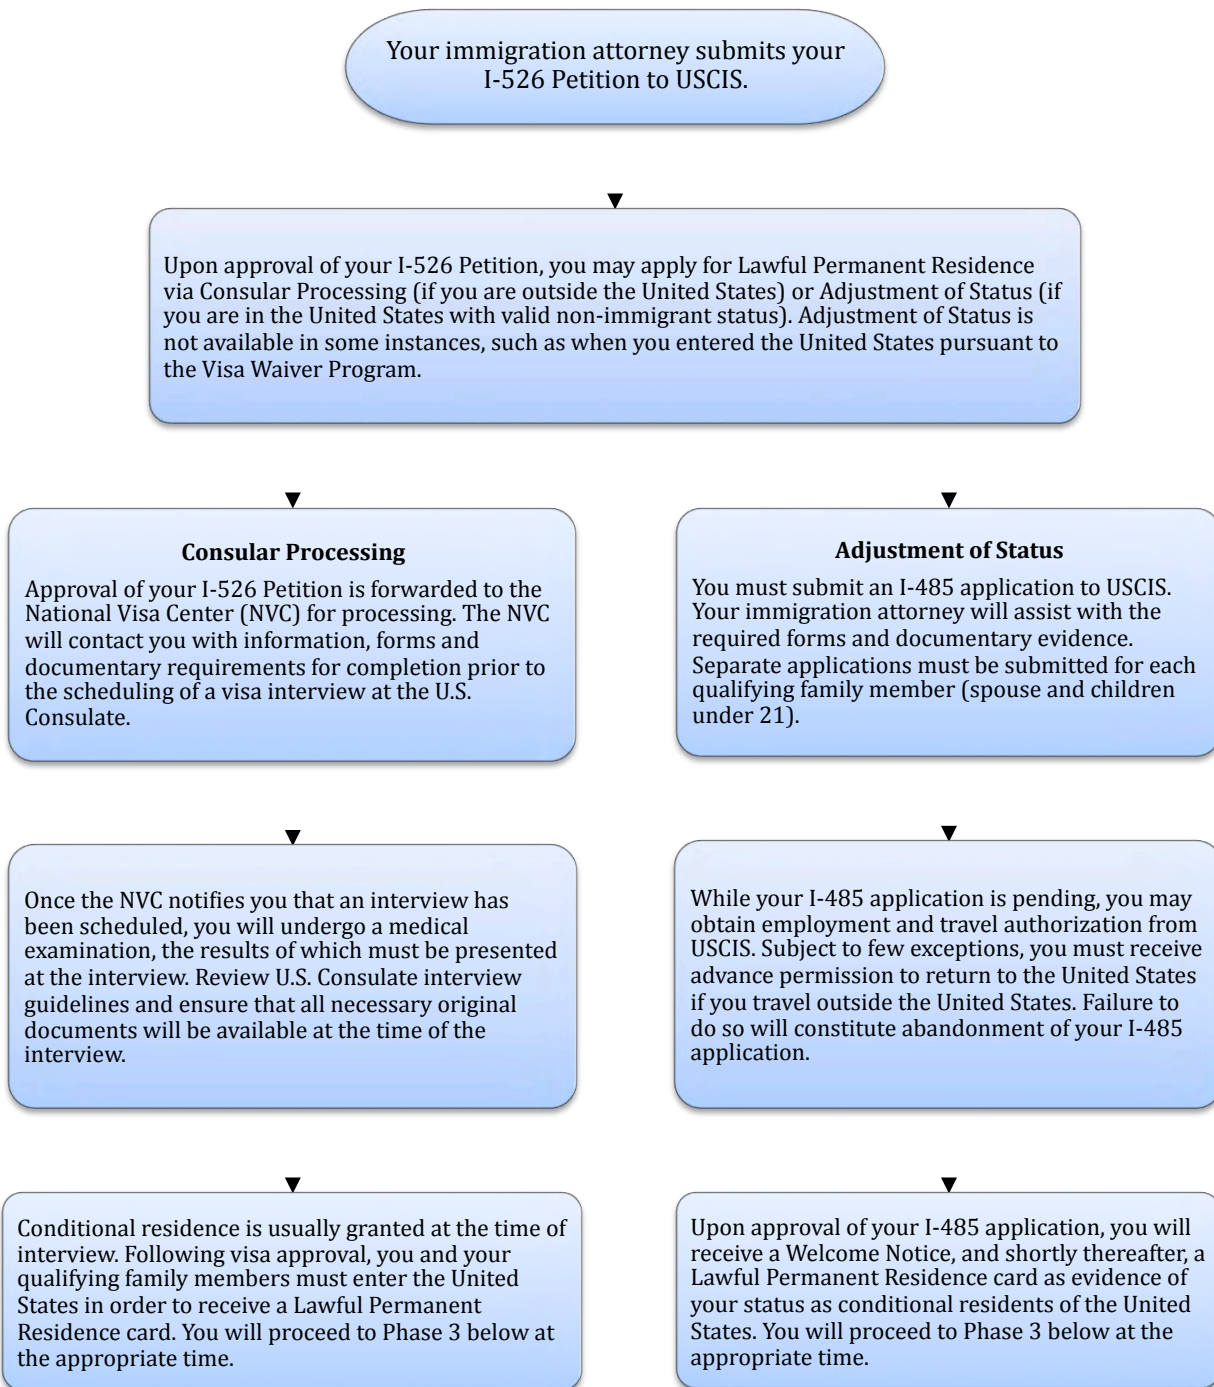 Your immigration attorney submits your
I-526 Petition to USCIS.
Upon approval of your I-526 Petition, you may apply for Lawful Permanent Residence
via Consular Processing (if you are outside the United States) or Adjustment of Status (if
you are in the United States with valid non-immigrant status). Adjustment of Status is
not available in some instances, such as when you entered the United States pursuant to
the Visa Waiver Program.
Consular Processing
Approval of your I-526 Petition is forwarded to the
National Visa Center (NVC) for processing. The NVC
will contact you with information, forms and
documentary requirements for completion prior to
the scheduling of a visa interview at the U.S.
Consulate.
Adjustment of Status
You must submit an I-485 application to USCIS.
Your immigration attorney will assist with the
required forms and documentary evidence.
Separate applications must be submitted for each
qualifying family member (spouse and children
under 21).
Once the NVC notifies you that an interview has
been scheduled, you will undergo a medical
examination, the results of which must be presented
at the interview. Review U.S. Consulate interview
guidelines and ensure that all necessary original
documents will be available at the time of the
interview.
While your I-485 application is pending, you may
obtain employment and travel authorization from
USCIS. Subject to few exceptions, you must receive
advance permission to return to the United States
if you travel outside the United States. Failure to
do so will constitute abandonment of your I-485
application.
Conditional residence is usually granted at the time of
interview. Following visa approval, you and your
qualifying family members must enter the United
States in order to receive a Lawful Permanent
Residence card. You will proceed to Phase 3 below at
the appropriate time.
Upon approval of your I-485 application, you will
receive a Welcome Notice, and shortly thereafter, a
Lawful Permanent Residence card as evidence of
your status as conditional residents of the United
States. You will proceed to Phase 3 below at the
appropriate time.